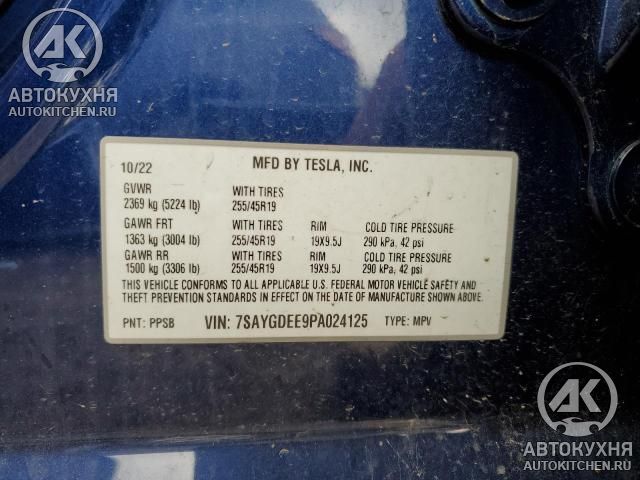 АК
АВТОКУХНЯ
AUTOKITCHEN.RU
АК
АВТОКУХНЯ
AUTOKITCHEN.RU
10/22 MFD BY TESLA, INC.
GVWR WITH TIRES
2369 kg (5224 lb) 255/45R19
GAWR FRT WITH TIRES RIM COLD TIRE PRESSURE
1363 kg (3004 lb) 255/45R19 19X9.5J 290 kPa, 42 psi
GAWR RR WITH TIRES RIM COLD TIRE PRESSURE
1500 kg (3306 lb) 255/45R19 19X9.5J 290 kPa, 42 psi
THIS VEHICLE CONFORMS TO ALL APPLICABLE U.S. FEDERAL MOTOR VEHICLE SAFETY AND
THEFT PREVENTION STANDARDS IN EFFECT ON THE DATE OF MANUFACTURE SHOWN ABOVE.
PNT: PPSB VIN: 7SAYGDEE9PA024125 TYPE: MPV
АК
АВТОКУХНЯ
AUTOKITCHEN.RU